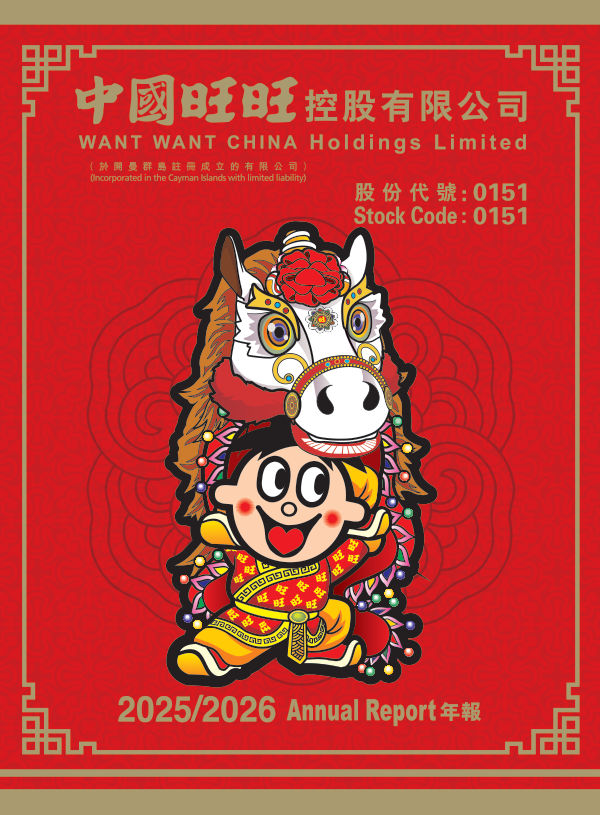 中國旺旺控股有限公司
WANT WANT CHINA Holdings Limited
（於開曼群島註冊成立的有限公司）
(Incorporated in the Cayman Islands with limited liability)
股份代號: 0151
Stock Code: 0151
2025/2026 Annual Report 年報